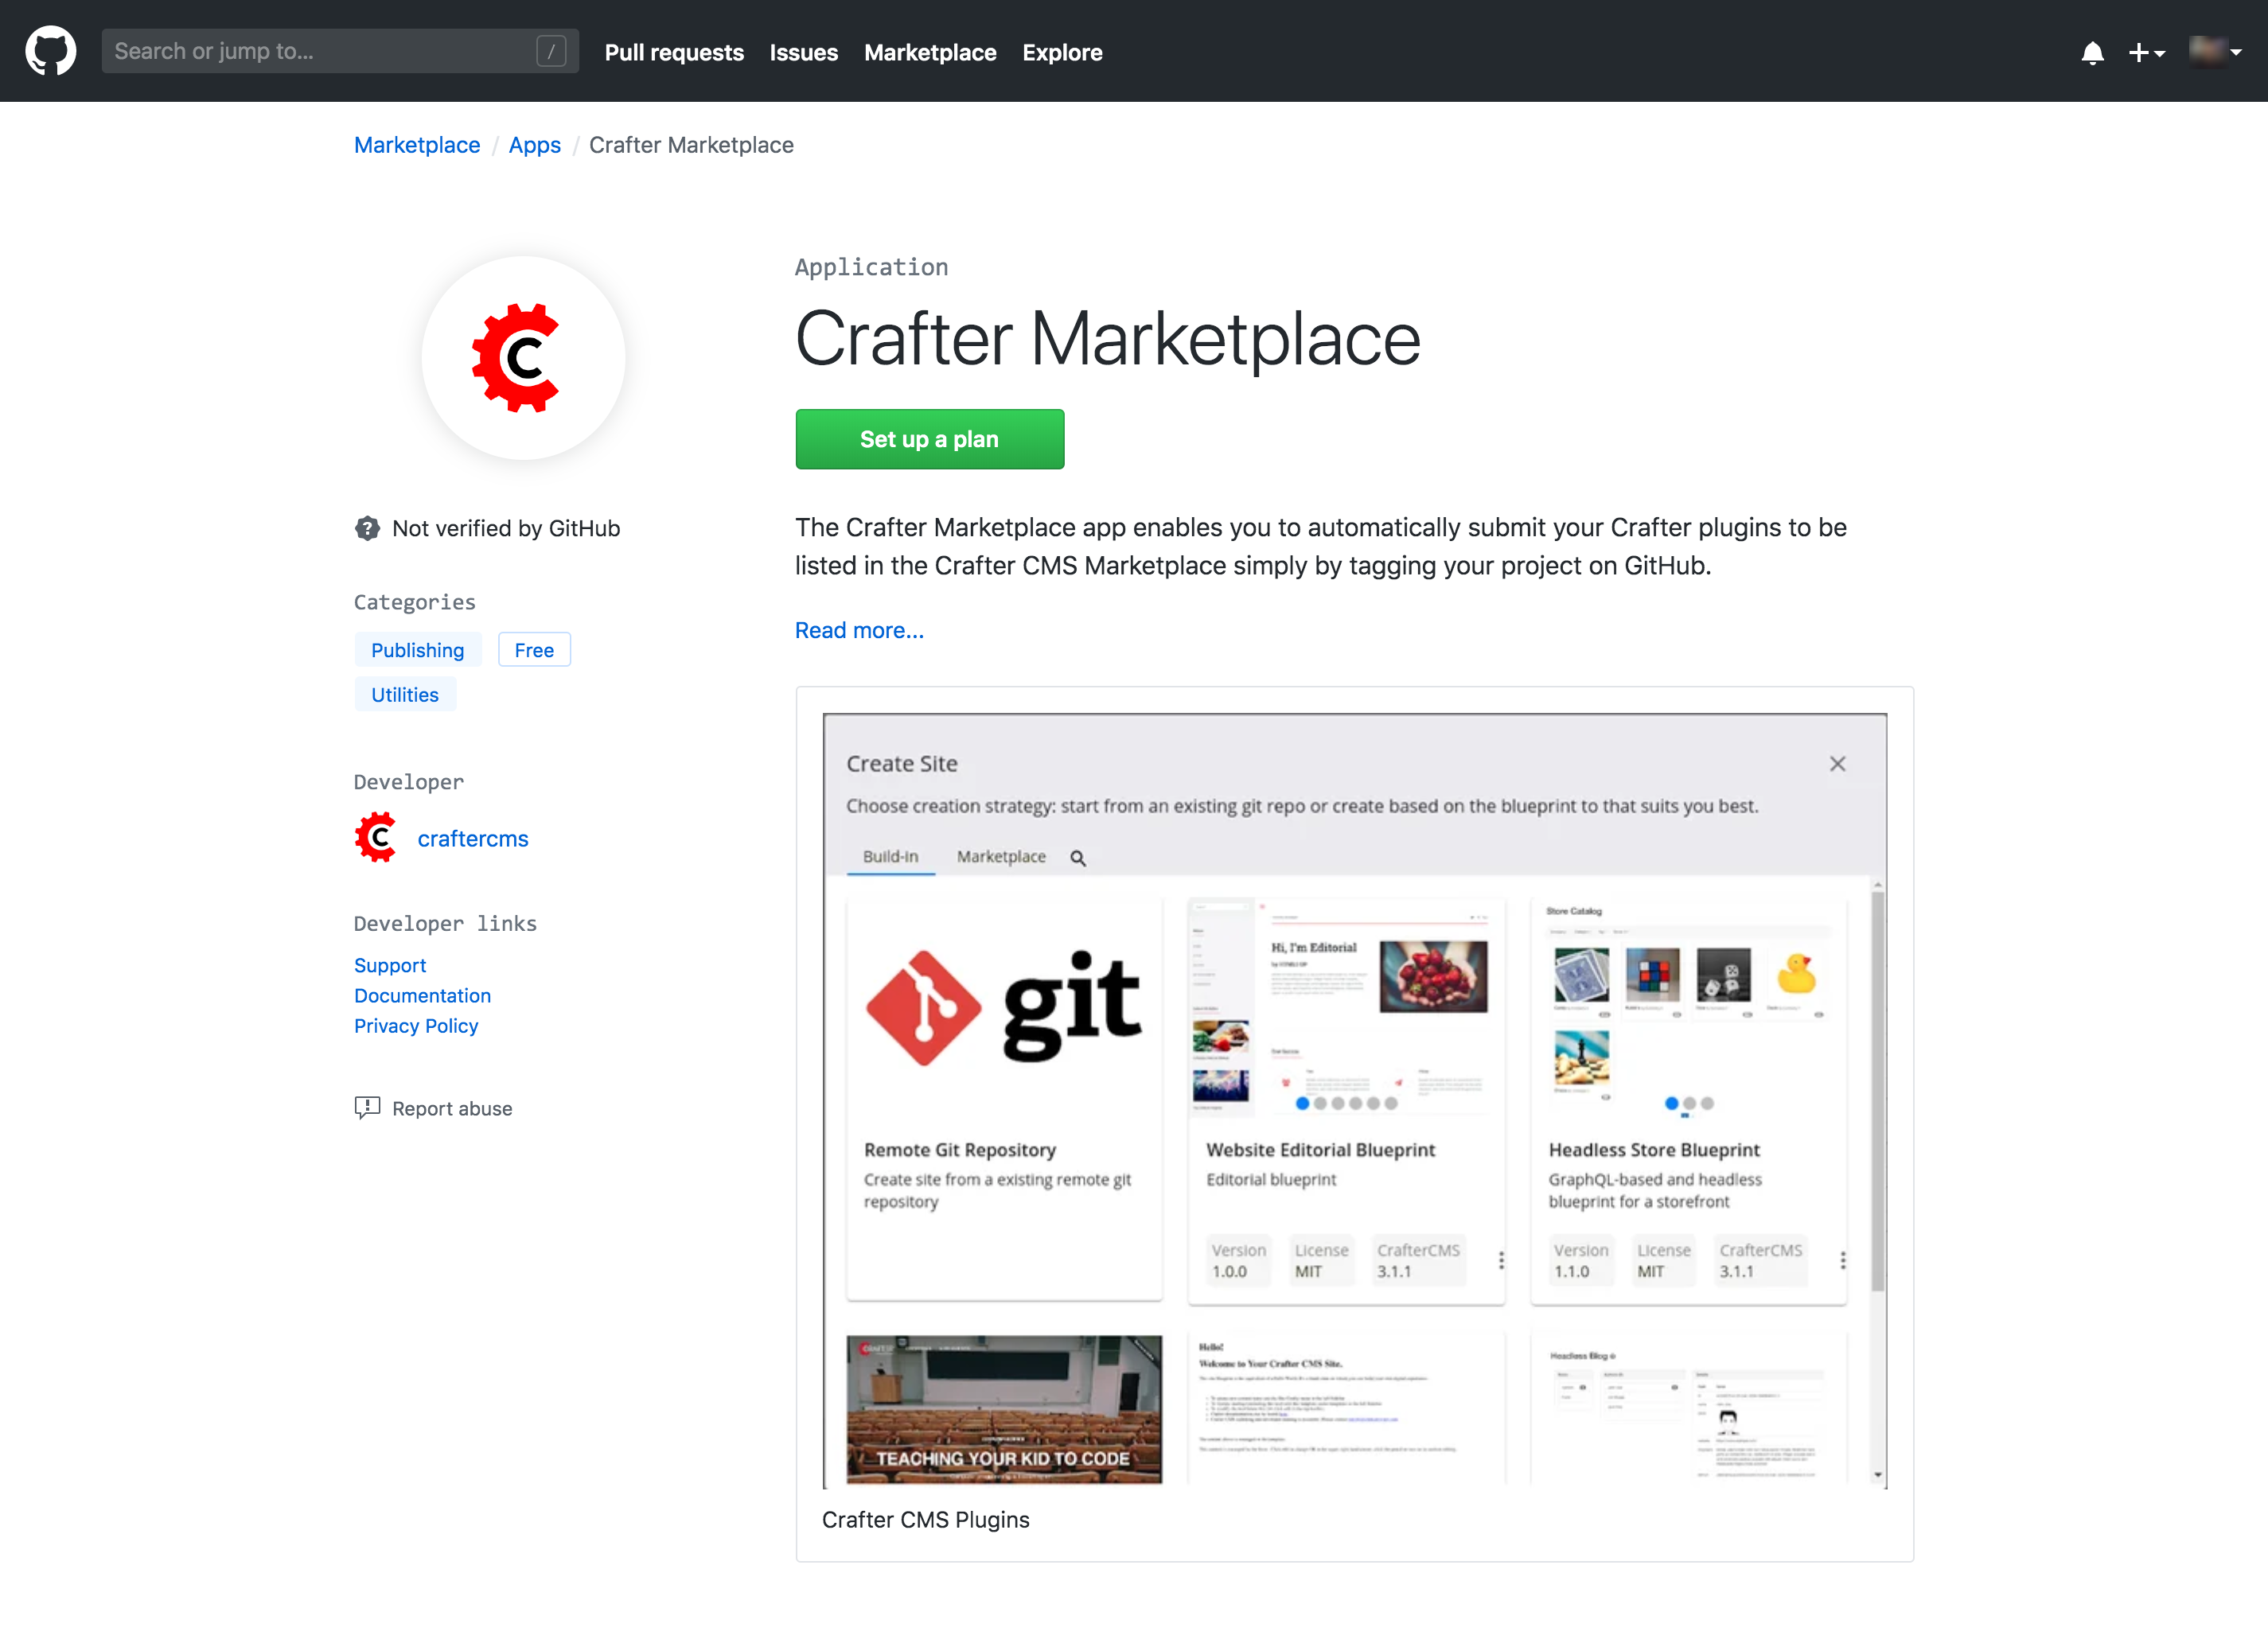 Search or jump to...
/
Pull requests
Issues
Marketplace
Explore
Marketplace / Apps / Crafter Marketplace
Application
Crafter Marketplace
Set up a plan
Not verified by GitHub
The Crafter Marketplace app enables you to automatically submit your Crafter plugins to be
listed in the Crafter CMS Marketplace simply by tagging your project on GitHub.
Read more...
Categories
Publishing
Free
Utilities
Developer
craftercms
Developer links
Support
Documentation
Privacy Policy
Report abuse
Create Site
Choose creation strategy: start from an existing git repo or create based on the blueprint to that suits you best.
Build-in
Marketplace
git
Remote Git Repository
Create site from a existing remote git
repository
Hi, I'm Editorial
Website Editorial Blueprint
Editorial blueprint
Version
1.0.0
License
MIT
CrafterCMS
3.1.1
Store Catalog
Headless Store Blueprint
GraphQL-based and headless
blueprint for a storefront
Version
1.1.0
License
MIT
CrafterCMS
3.1.1
TEACHING YOUR KID TO CODE
Hello!
Welcome to Your Crafter CMS Site.
Headless Blog
Crafter CMS Plugins